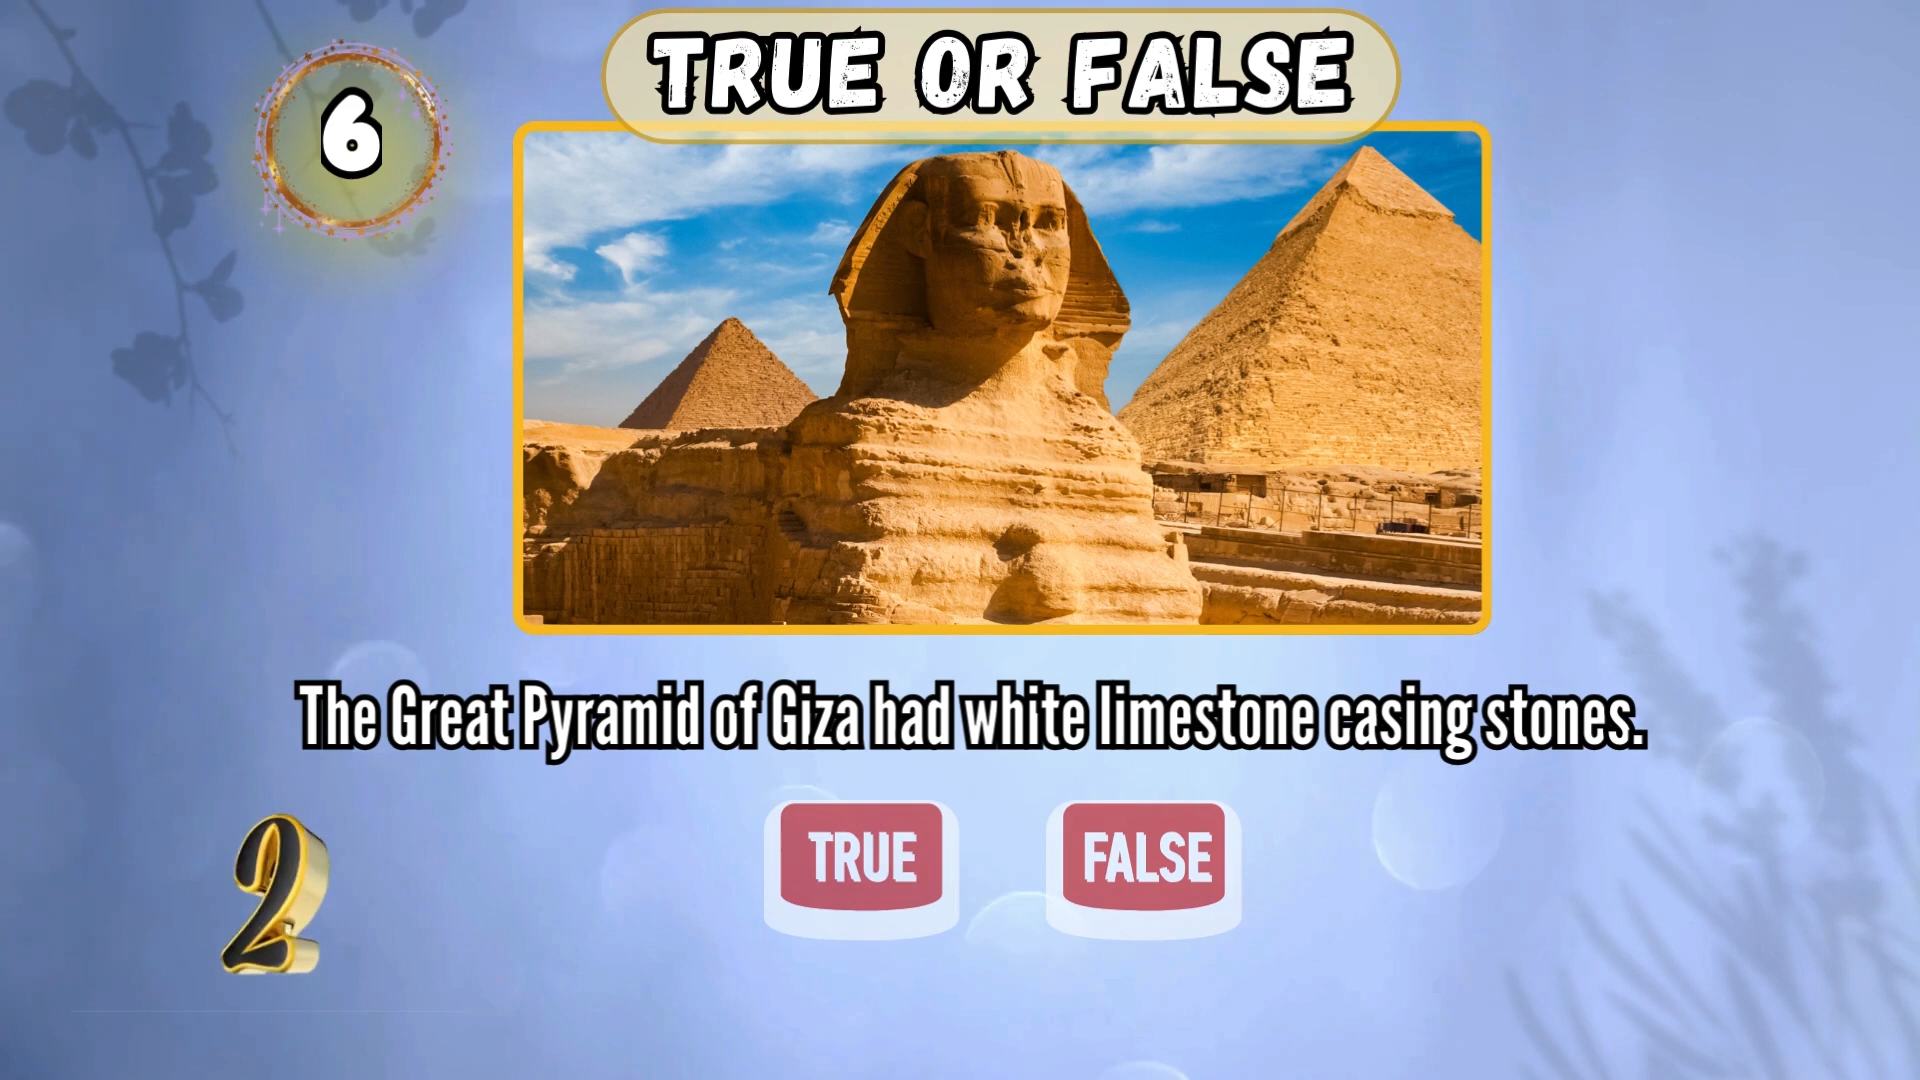 TRUE OR FALSE
6
The Great Pyramid of Giza had white limestone casing stones.
TRUE
FALSE
2